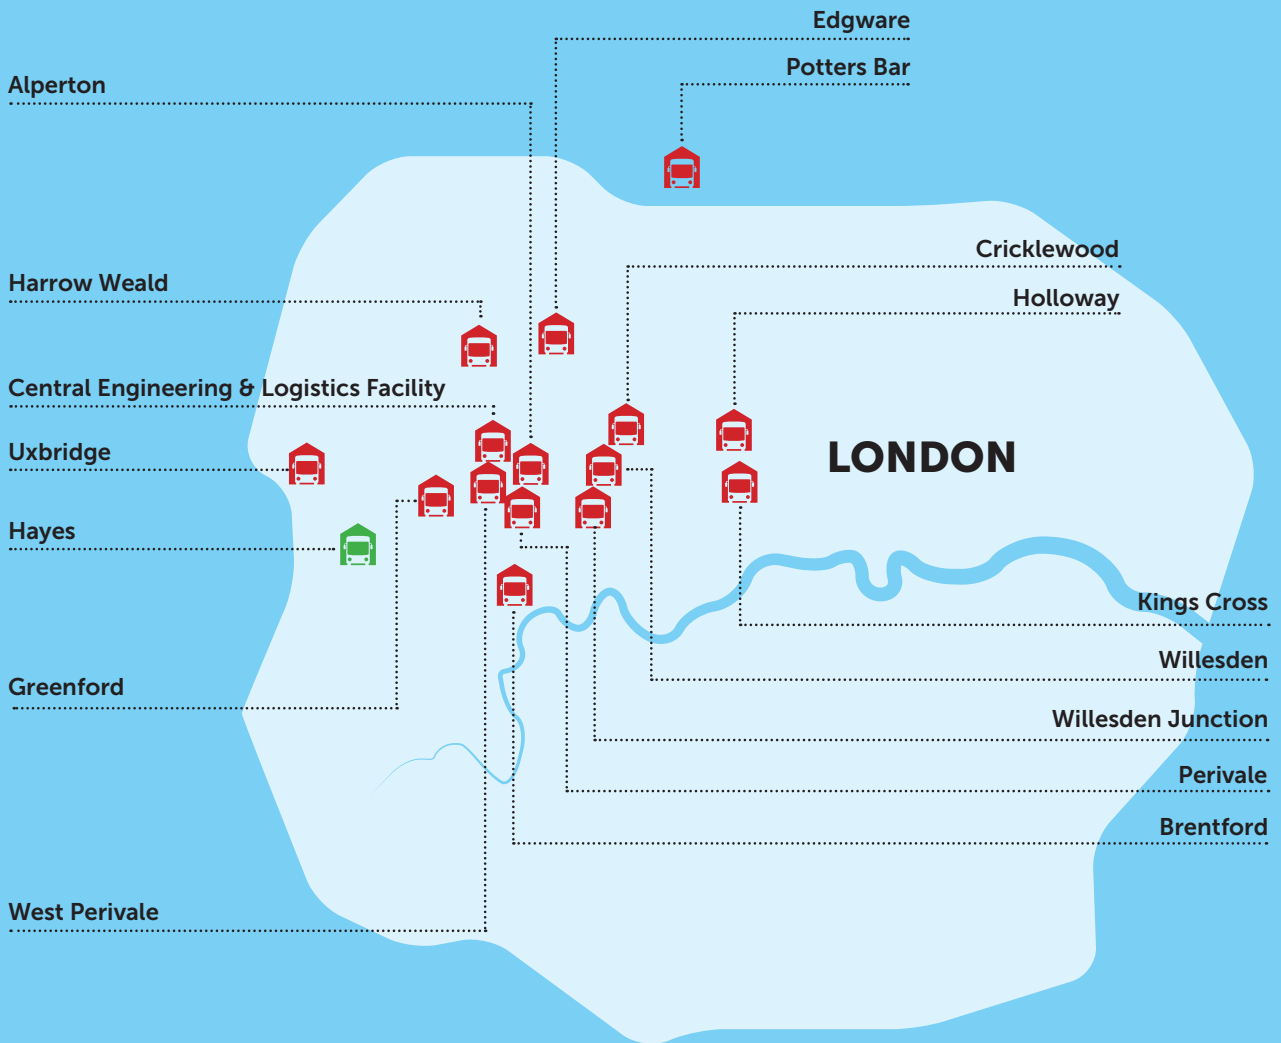 Edgware
Potters Bar
Alperton
Cricklewood
Harrow Weald
Holloway
Central Engineering & Logistics Facility
Uxbridge
LONDON
Hayes
Kings Cross
Willesden
Greenford
Willesden Junction
Perivale
Brentford
West Perivale